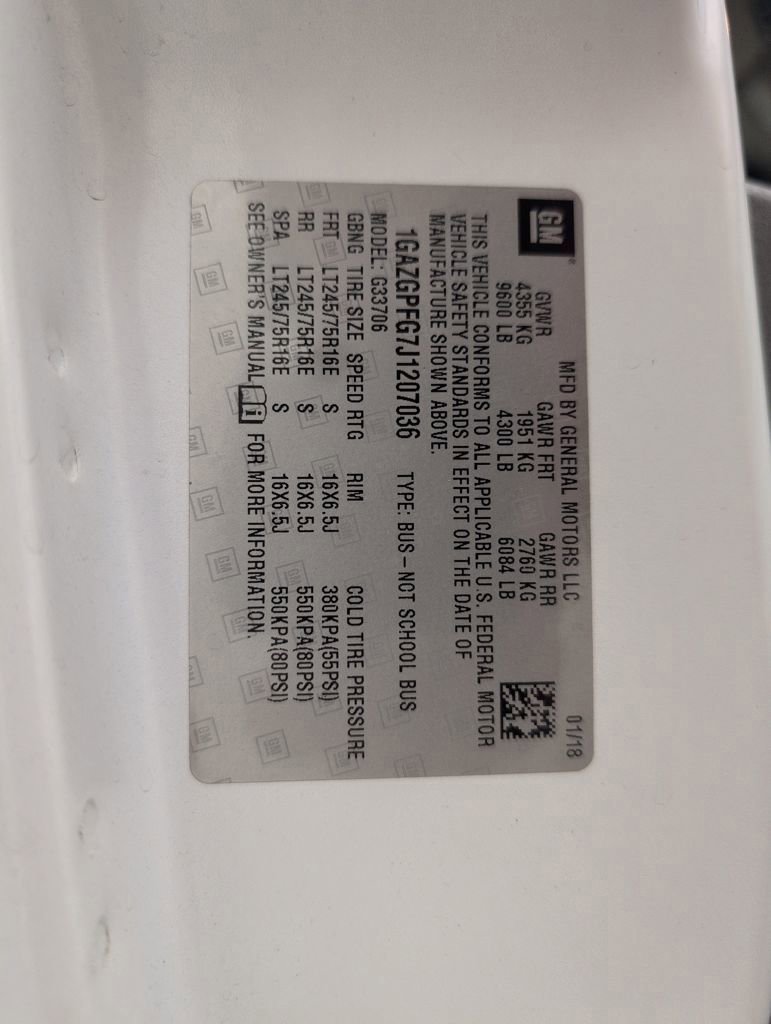 GM®
MFD BY GENERAL MOTORS LLC 01/18
GVWR GAWR FRT GAWR RR
4355 KG 1951 KG 2760 KG
9600 LB 4300 LB 6084 LB
THIS VEHICLE CONFORMS TO ALL APPLICABLE U.S. FEDERAL MOTOR
VEHICLE SAFETY STANDARDS IN EFFECT ON THE DATE OF
MANUFACTURE SHOWN ABOVE.
1GAZGPFG7J1207036 TYPE: BUS – NOT SCHOOL BUS
MODEL: G33706
GBNG TIRE SIZE SPEED RTG RIM COLD TIRE PRESSURE
FRT LT245/75R16E S 16X6.5J 380KPA(55PSI)
RR LT245/75R16E S 16X6.5J 550KPA(80PSI)
SPA LT245/75R16E S 16X6.5J 550KPA(80PSI)
SEE OWNER'S MANUAL i FOR MORE INFORMATION.